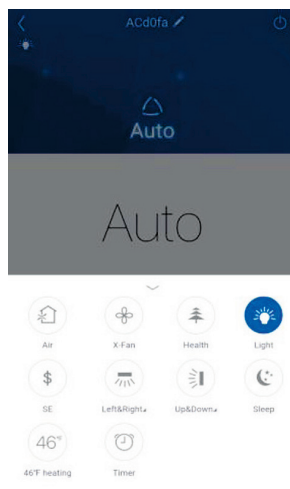 ACd0fa
Auto
Auto
Air
X-Fan
Health
Light
$
SE
Left&Right
Up&Down
Sleep
46°F
46°F heating
Timer